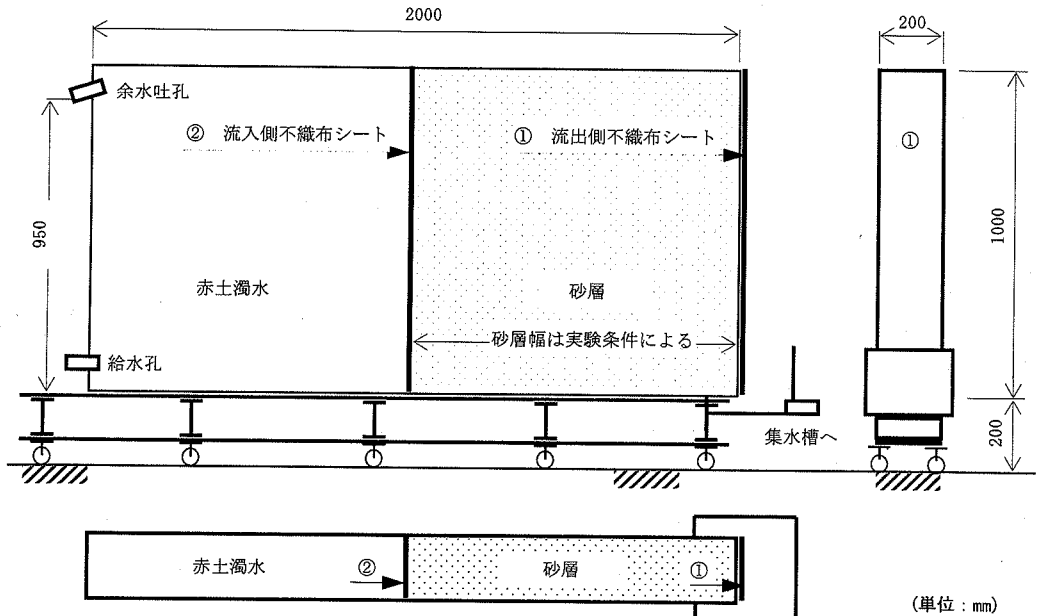 2000
200
余水吐孔
② 流入側不織布シート
① 流出側不織布シート
①
950
1000
赤土濁水
砂層
砂層幅は実験条件による
給水孔
集水槽へ
200
赤土濁水
②
砂層
①
(単位：mm)